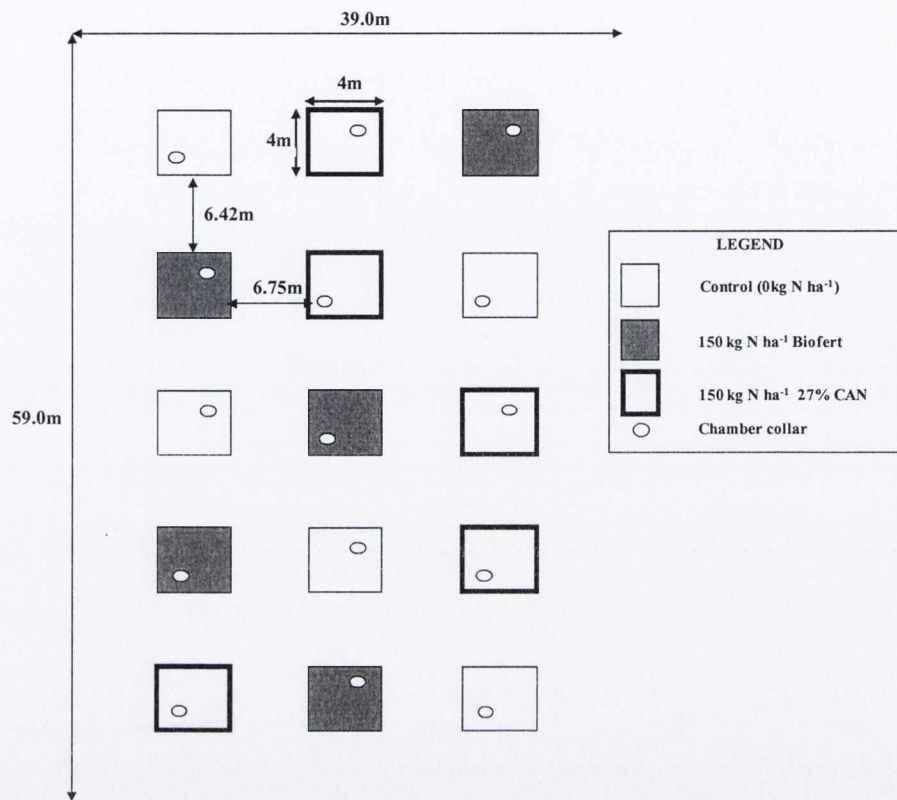 39.0m
4m
4m
6.42m
6.75m
59.0m
LEGEND
Control (0kg N ha⁻¹)
150 kg N ha⁻¹ Biofert
150 kg N ha⁻¹ 27% CAN
Chamber collar